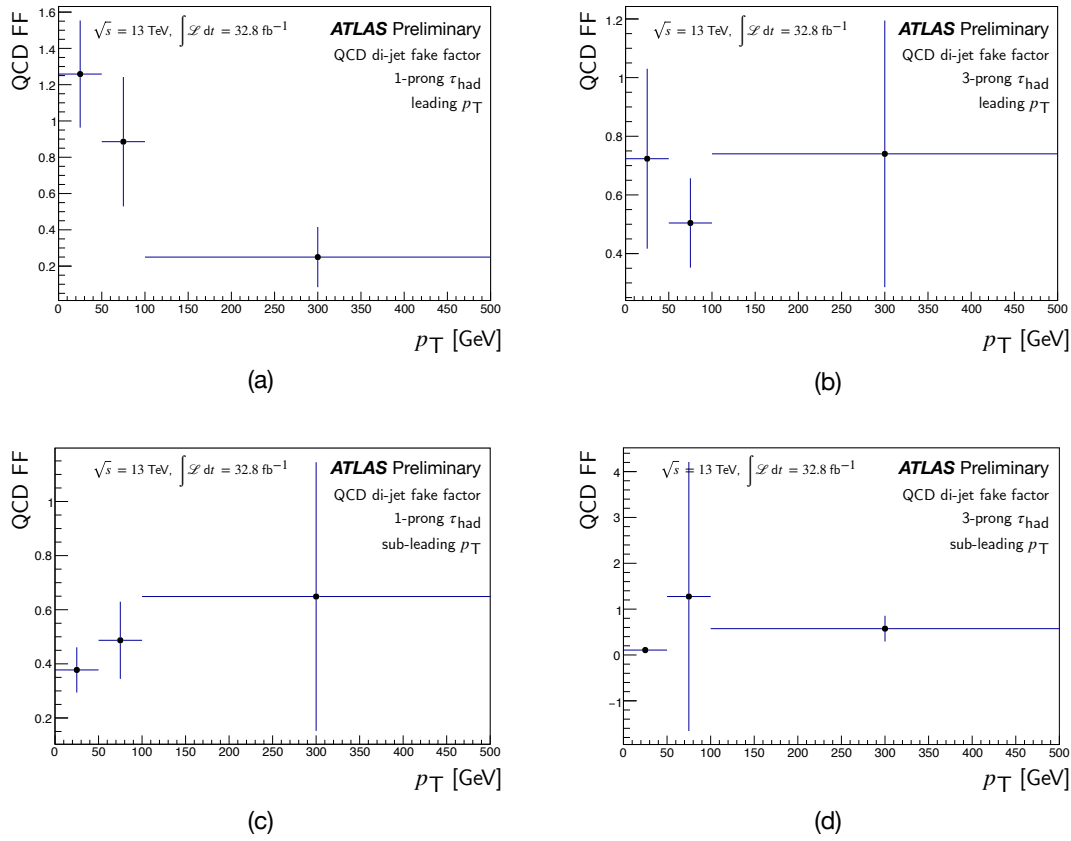 QCD FF
√s = 13 TeV, ∫ ℒ dt = 32.8 fb⁻¹
ATLAS Preliminary
QCD di-jet fake factor
1-prong τhad
leading pT
1.6
1.4
1.2
1
0.8
0.6
0.4
0.2
0 50 100 150 200 250 300 350 400 450 500
pT [GeV]
(a)
QCD FF
√s = 13 TeV, ∫ ℒ dt = 32.8 fb⁻¹
ATLAS Preliminary
QCD di-jet fake factor
3-prong τhad
leading pT
1.2
1
0.8
0.6
0.4
0 50 100 150 200 250 300 350 400 450 500
pT [GeV]
(b)
QCD FF
√s = 13 TeV, ∫ ℒ dt = 32.8 fb⁻¹
ATLAS Preliminary
QCD di-jet fake factor
1-prong τhad
sub-leading pT
1
0.8
0.6
0.4
0.2
0 50 100 150 200 250 300 350 400 450 500
pT [GeV]
(c)
QCD FF
√s = 13 TeV, ∫ ℒ dt = 32.8 fb⁻¹
ATLAS Preliminary
QCD di-jet fake factor
3-prong τhad
sub-leading pT
4
3
2
1
0
−1
0 50 100 150 200 250 300 350 400 450 500
pT [GeV]
(d)